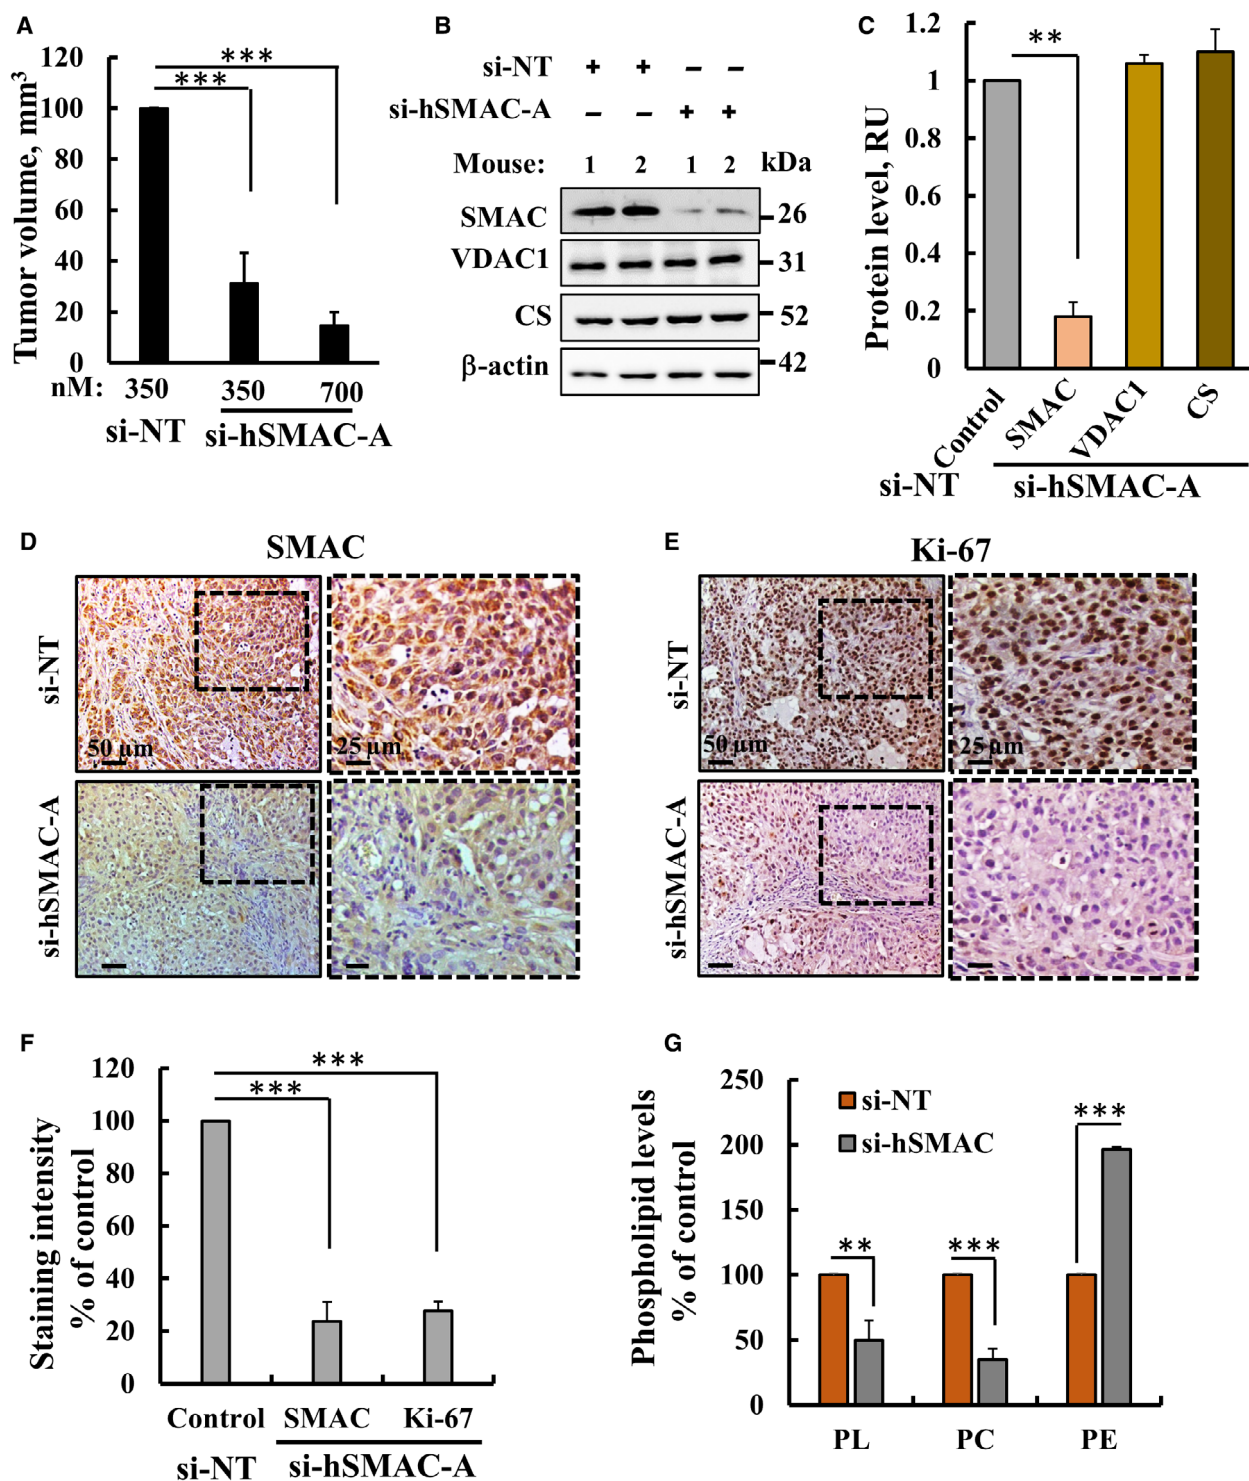 A
Tumor volume, mm³
120
100
80
60
40
20
0
***
***
nM: 350 350 700
si-NT si-hSMAC-A
B
si-NT + + – –
si-hSMAC-A – – + +
Mouse: 1 2 1 2 kDa
SMAC 26
VDAC1 31
CS 52
β-actin 42
C
Protein level, RU
1.2
1
0.8
0.6
0.4
0.2
0
**
Control SMAC VDAC1 CS
si-NT si-hSMAC-A
D
SMAC
si-NT
50 µm 25 µm
si-hSMAC-A
E
Ki-67
si-NT
50 µm 25 µm
si-hSMAC-A
F
Staining intensity
% of control
120
100
80
60
40
20
0
***
***
Control SMAC Ki-67
si-NT si-hSMAC-A
G
Phospholipid levels
% of control
250
200
150
100
50
0
si-NT
si-hSMAC
** *** ***
PL PC PE